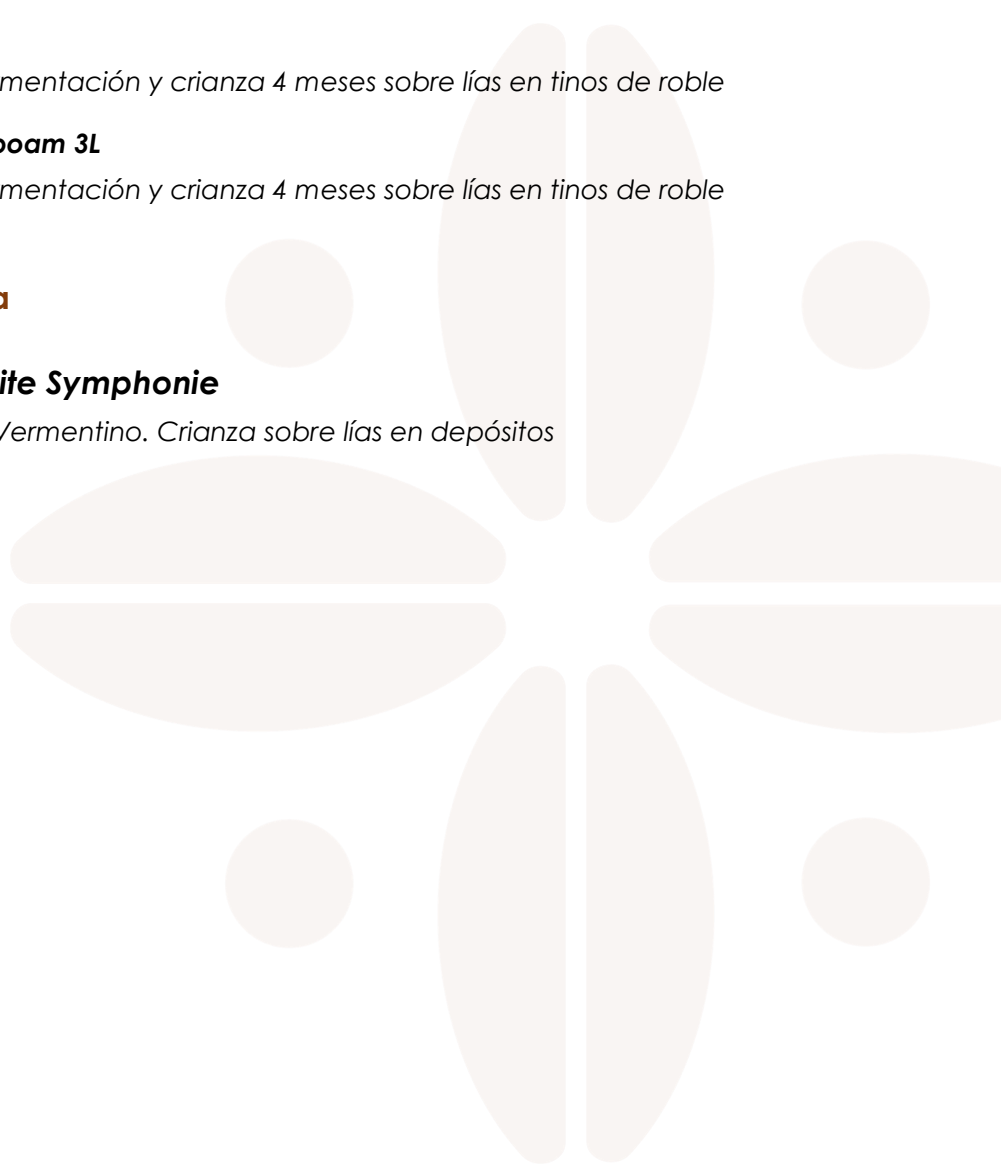 mentación y crianza 4 meses sobre lías en tinos de roble
boam 3L
mentación y crianza 4 meses sobre lías en tinos de roble
a
ite Symphonie
Vermentino. Crianza sobre lías en depósitos